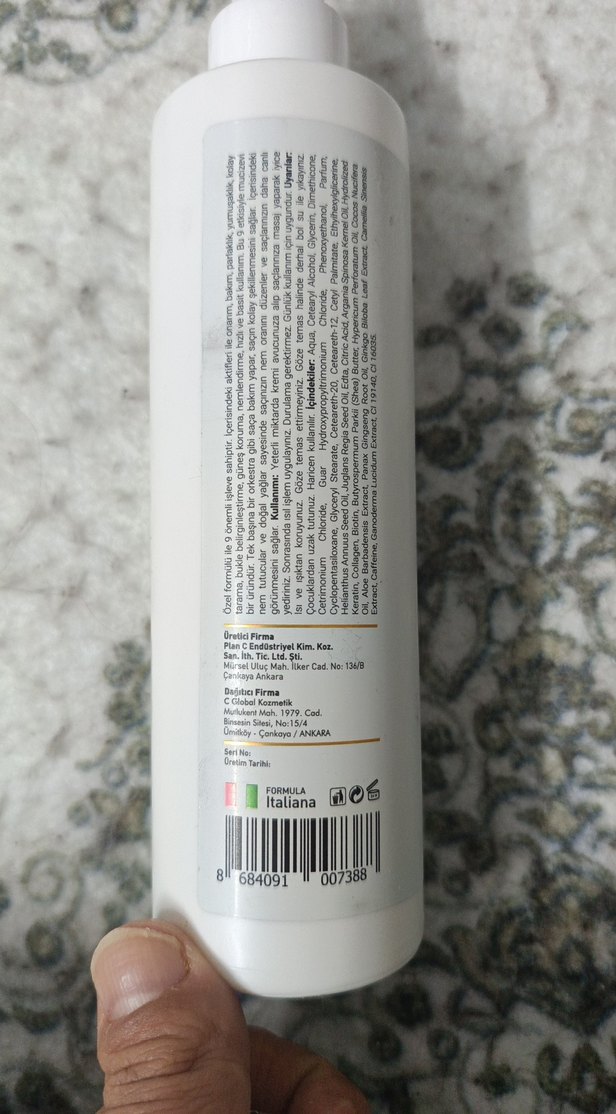 Özel formülü ile 9 önemli işleve sahiptir. İçerisindeki aktifleri ile onarım, bakım, parlaklık, yumuşaklık, kolay
tarama, bukle belirginleştirme, güneş koruma, nemlendirme, hızlı ve basit kullanım. Bu 9 etkisiyle mucizevi
bir üründür. Tek başına bir orkestra gibi saça bakım yapar, saçın kolay şekillenmesini sağlar. İçerisindeki
nem tutucular ve doğal yağlar sayesinde saçınızın nem oranını düzenler ve saçlarınızın daha canlı
görünmesini sağlar. Kullanımı: Yeterli miktarda kremi avucunuza alıp saçlarınıza masaj yaparak iyice
yediriniz. Sonrasında ısıl işlem uygulayınız. Durulama gerektirmez. Günlük kullanım için uygundur. Uyarılar:
Isı ve ışıktan koruyunuz. Göze temas ettirmeyiniz. Göze temas halinde derhal bol su ile yıkayınız.
Çocuklardan uzak tutunuz. Haricen kullanılır. İçindekiler: Aqua, Cetearyl Alcohol, Glycerin, Dimethicone,
Cetrimonium Chloride, Guar Hydroxypropyltrimonium Chloride, Phenoxyethanol, Parfum,
Cyclopentasiloxane, Glyceryl Stearate, Ceteareth-20, Ceteareth-12, Cetyl Palmitate, Ethylhexylglicerine,
Helianthus Annuus Seed Oil, Juglans Regia Seed Oil, Edta, Citric Acid, Argania Spinosa Kernel Oil, Hydrolized
Keratin, Collagen, Biotin, Butyrospermum Parkii (Shea) Butter, Hypericum Perforatum Oil, Cocos Nucifera
Oil, Aloe Barbadensis Extract, Panax Gingseng Root Oil, Ginkgo Biloba Leaf Extract, Camellia Sinensis
Extract, Caffeine, Ganoderma Lucidum Extract, CI 19140, CI 16035.
Üretici Firma
Plan C Endüstriyel Kim. Koz.
San. İth. Tic. Ltd. Şti.
Mürsel Uluç Mah. İlker Cad. No: 136/B
Çankaya Ankara
Dağıtıcı Firma
C Global Kozmetik
Mutlukent Mah. 1979. Cad.
Binsesin Sitesi, No:15/4
Ümitköy - Çankaya / ANKARA
Seri No:
Üretim Tarihi:
FORMULA
Italiana
8 684091 007388